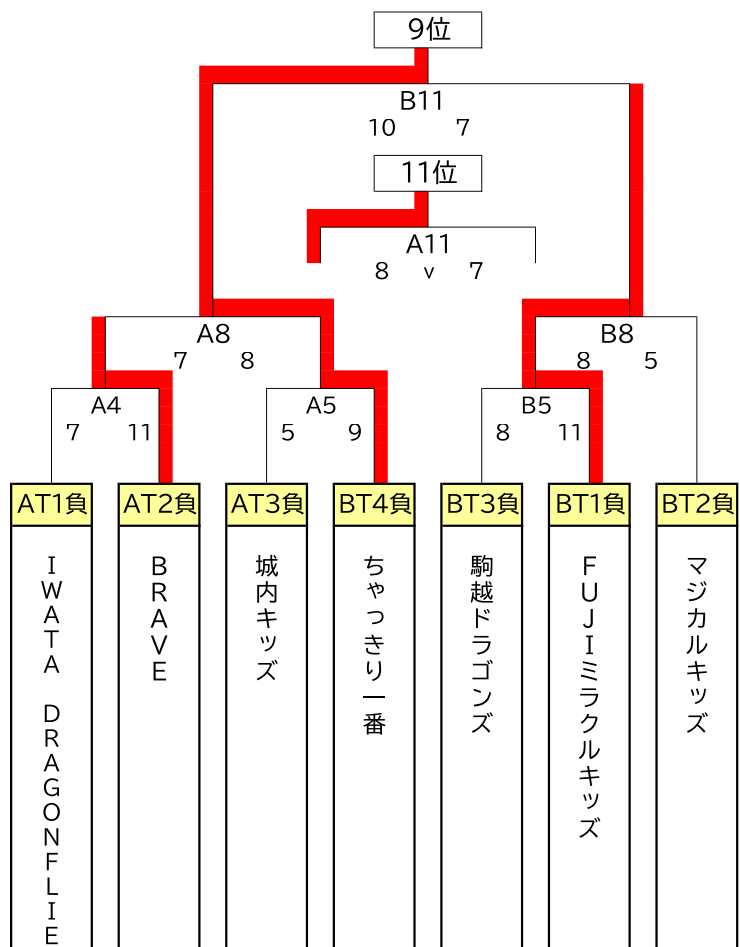 9位
B11
10 7
11位
A11
8 v 7
A8
7 8
B8
8 5
A4
7 11
A5
5 9
B5
8 11
AT1負
AT2負
AT3負
BT4負
BT3負
BT1負
BT2負
IWATA DRAGONFLIE
BRAVE
城内キッズ
ちゃっきり一番
駒越ドラゴンズ
FUJIミラクルキッズ
マジカルキッズ